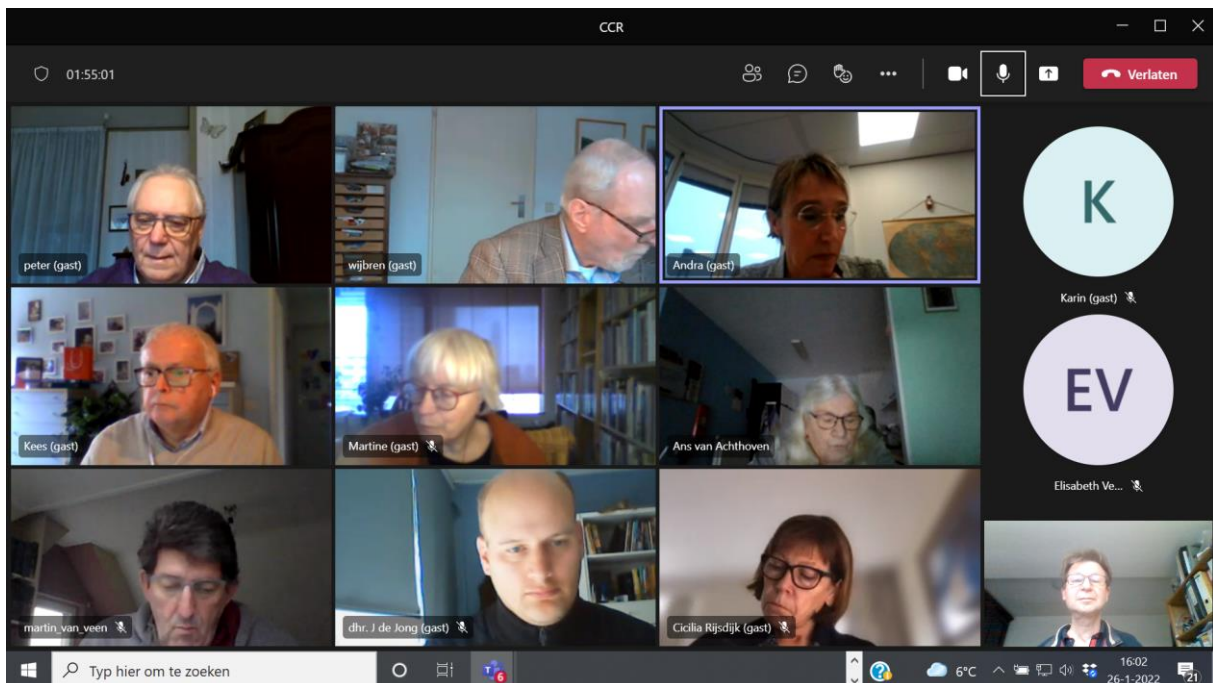 CCR
01:55:01
Verlaten
peter (gast)
wijbren (gast)
Andra (gast)
K
Karin (gast)
Kees (gast)
Martine (gast)
Ans van Achthoven
EV
Elisabeth Ve...
martin_van_veen
dhr. J de Jong (gast)
Cicilia Rijsdijk (gast)
Typ hier om te zoeken
6
6°C
16:02
26-1-2022
21